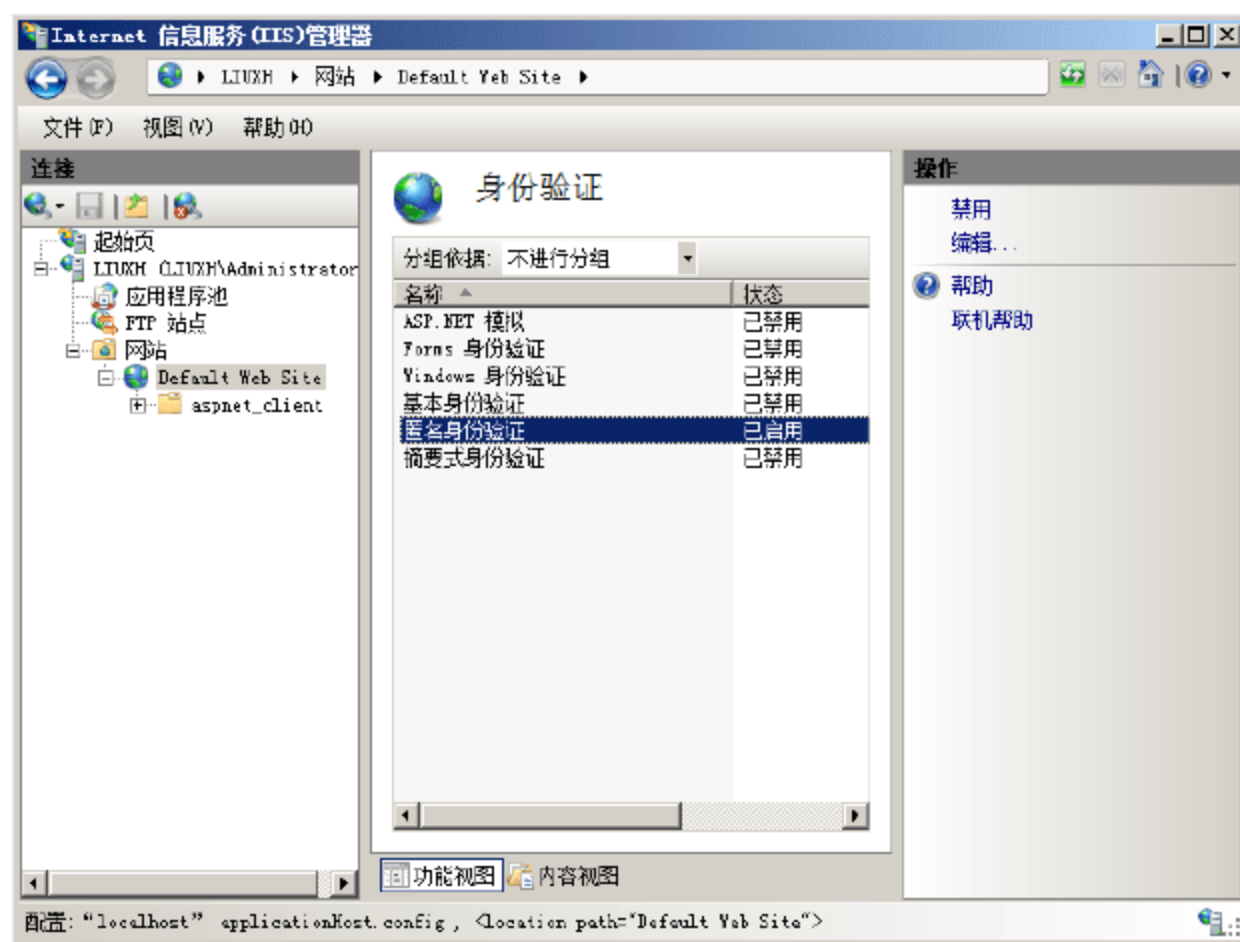 Internet 信息服务(IIS)管理器
LIUXH 网站 Default Web Site
文件(F) 视图(V) 帮助(H)
连接
起始页
LIUXH (LIUXH\Administrator
应用程序池
FTP 站点
网站
Default Web Site
aspnet_client
身份验证
分组依据: 不进行分组
名称 状态
ASP.NET 模拟 已禁用
Forms 身份验证 已禁用
Windows 身份验证 已禁用
基本身份验证 已禁用
匿名身份验证 已启用
摘要式身份验证 已禁用
功能视图 内容视图
操作
禁用
编辑...
帮助
联机帮助
配置: “localhost” applicationHost.config , <location path="Default Web Site">